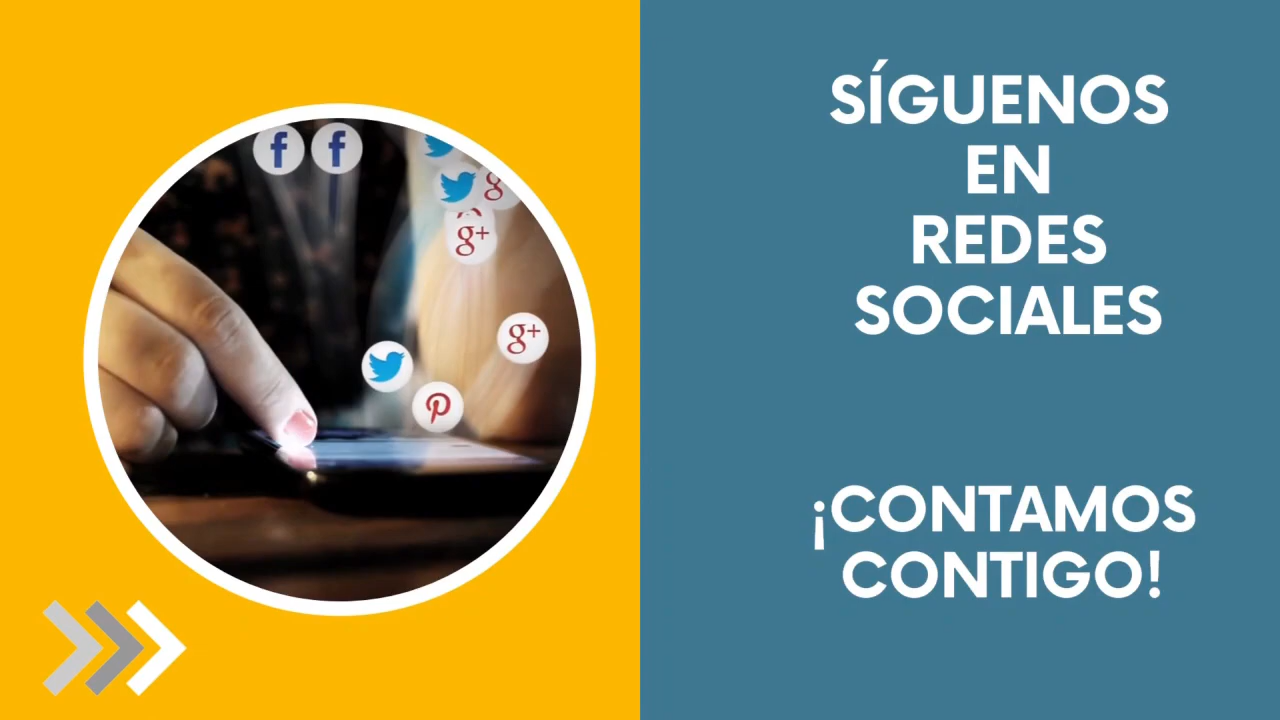 SÍGUENOS
EN
REDES
SOCIALES
¡CONTAMOS
CONTIGO!
f
f
g+
g+